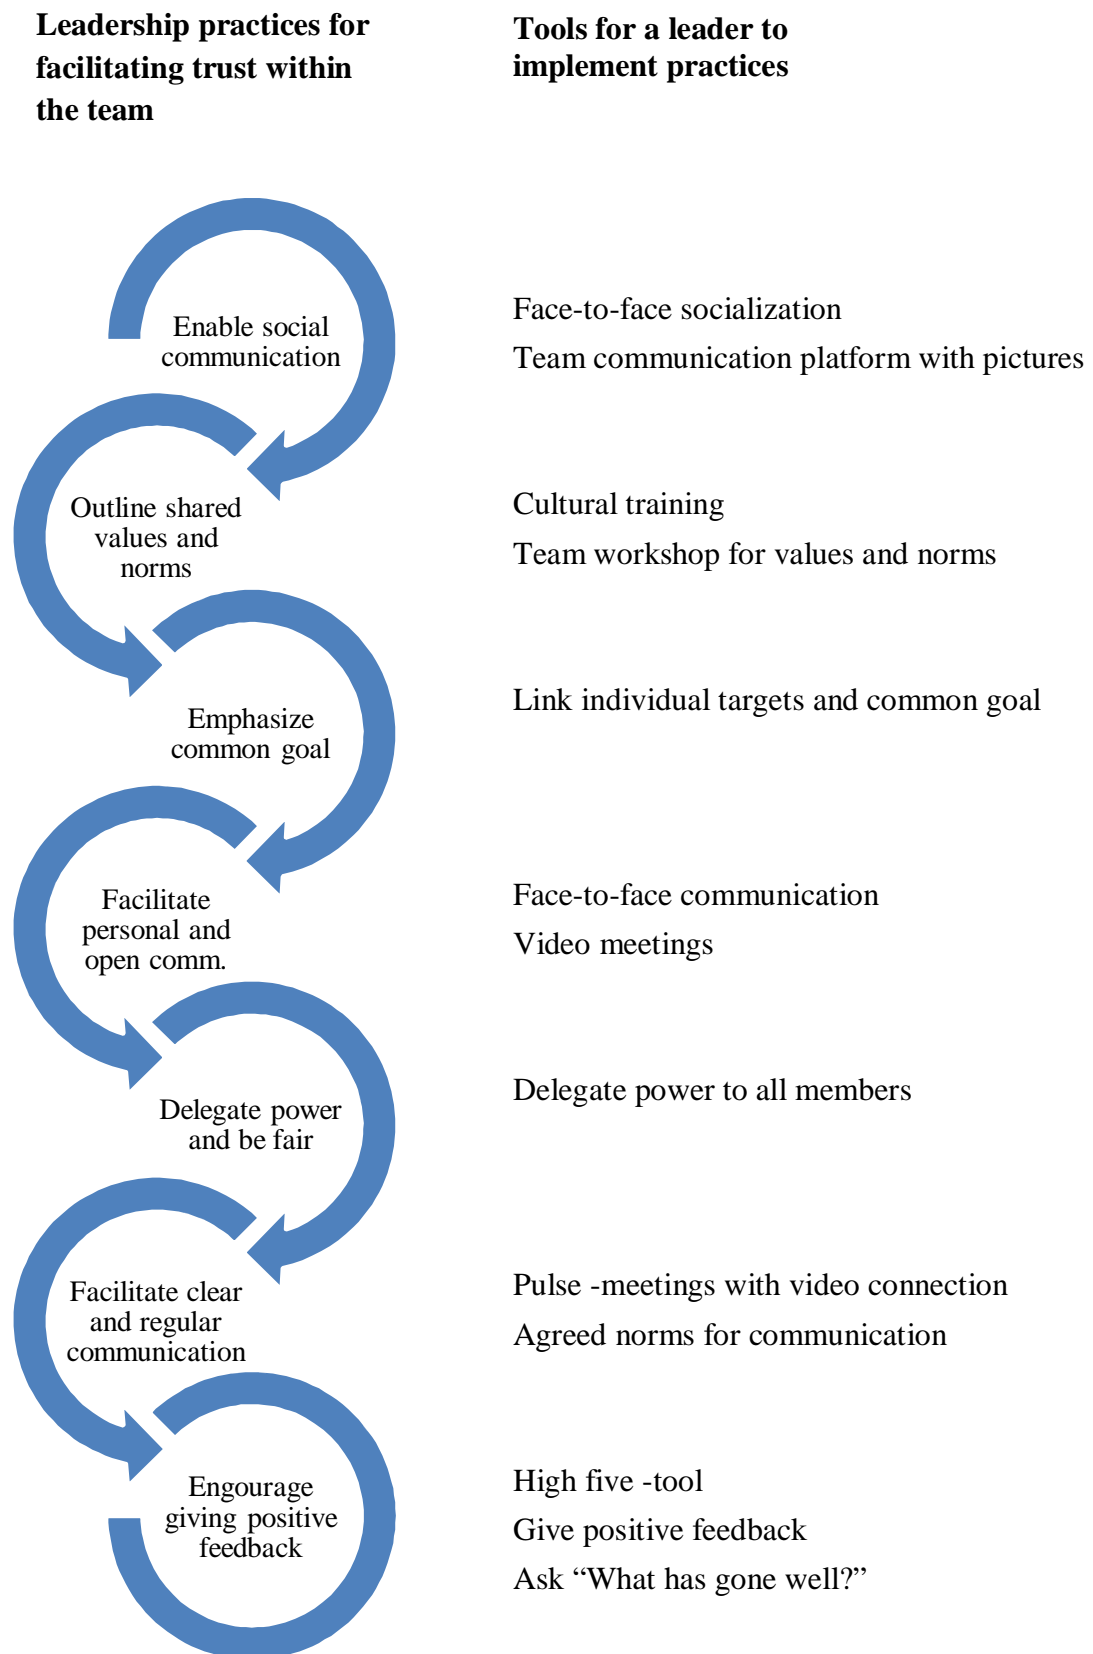 Leadership practices for
facilitating trust within
the team
Tools for a leader to
implement practices
Enable social
communication
Face-to-face socialization
Team communication platform with pictures
Outline shared
values and
norms
Cultural training
Team workshop for values and norms
Emphasize
common goal
Link individual targets and common goal
Facilitate
personal and
open comm.
Face-to-face communication
Video meetings
Delegate power
and be fair
Delegate power to all members
Facilitate clear
and regular
communication
Pulse -meetings with video connection
Agreed norms for communication
Engourage
giving positive
feedback
High five -tool
Give positive feedback
Ask “What has gone well?”